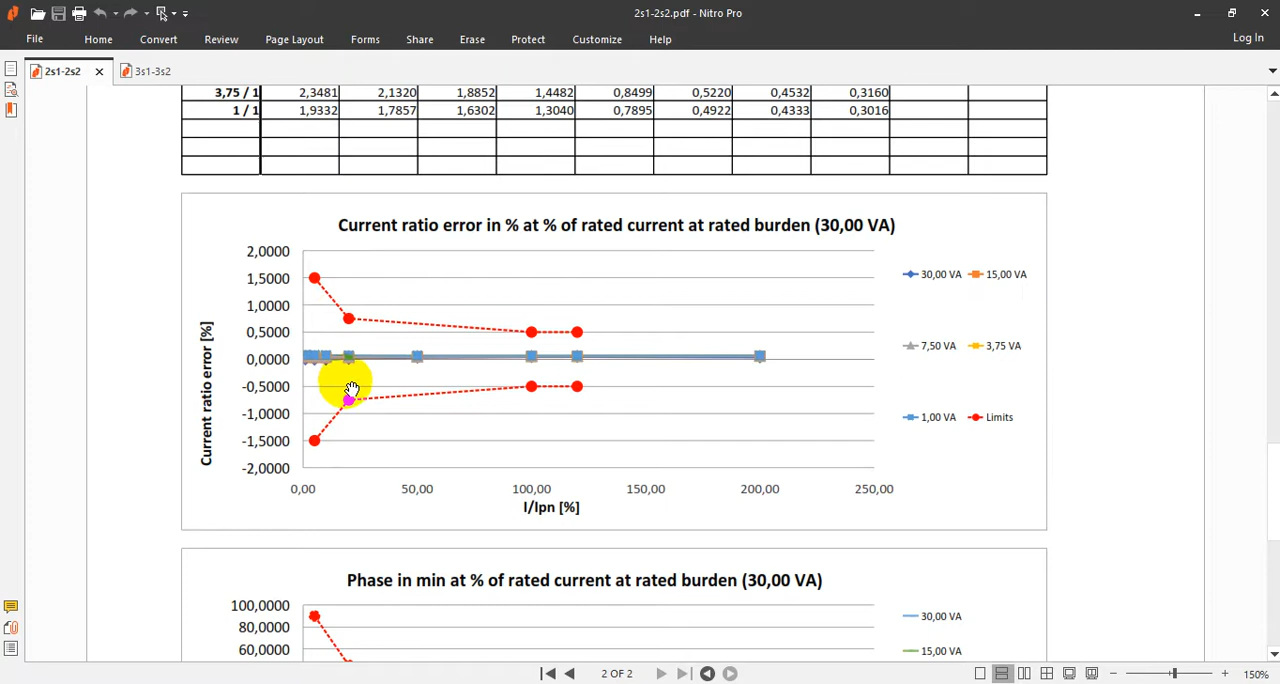 2s1-2s2.pdf - Nitro Pro
File Home Convert Review Page Layout Forms Share Erase Protect Customize Help Log In
2s1-2s2 3s1-3s2
3,75 / 1 2,3481 2,1320 1,8852 1,4482 0,8499 0,5220 0,4532 0,3160
1 / 1 1,9332 1,7857 1,6302 1,3040 0,7895 0,4922 0,4333 0,3016
Current ratio error in % at % of rated current at rated burden (30,00 VA)
2,0000
1,5000
1,0000
0,5000
0,0000
-0,5000
-1,0000
-1,5000
-2,0000
Current ratio error [%]
0,00 50,00 100,00 150,00 200,00 250,00
I/Ipn [%]
30,00 VA 15,00 VA
7,50 VA 3,75 VA
1,00 VA Limits
Phase in min at % of rated current at rated burden (30,00 VA)
100,0000
80,0000
60,0000
30,00 VA
15,00 VA
2 OF 2
150%